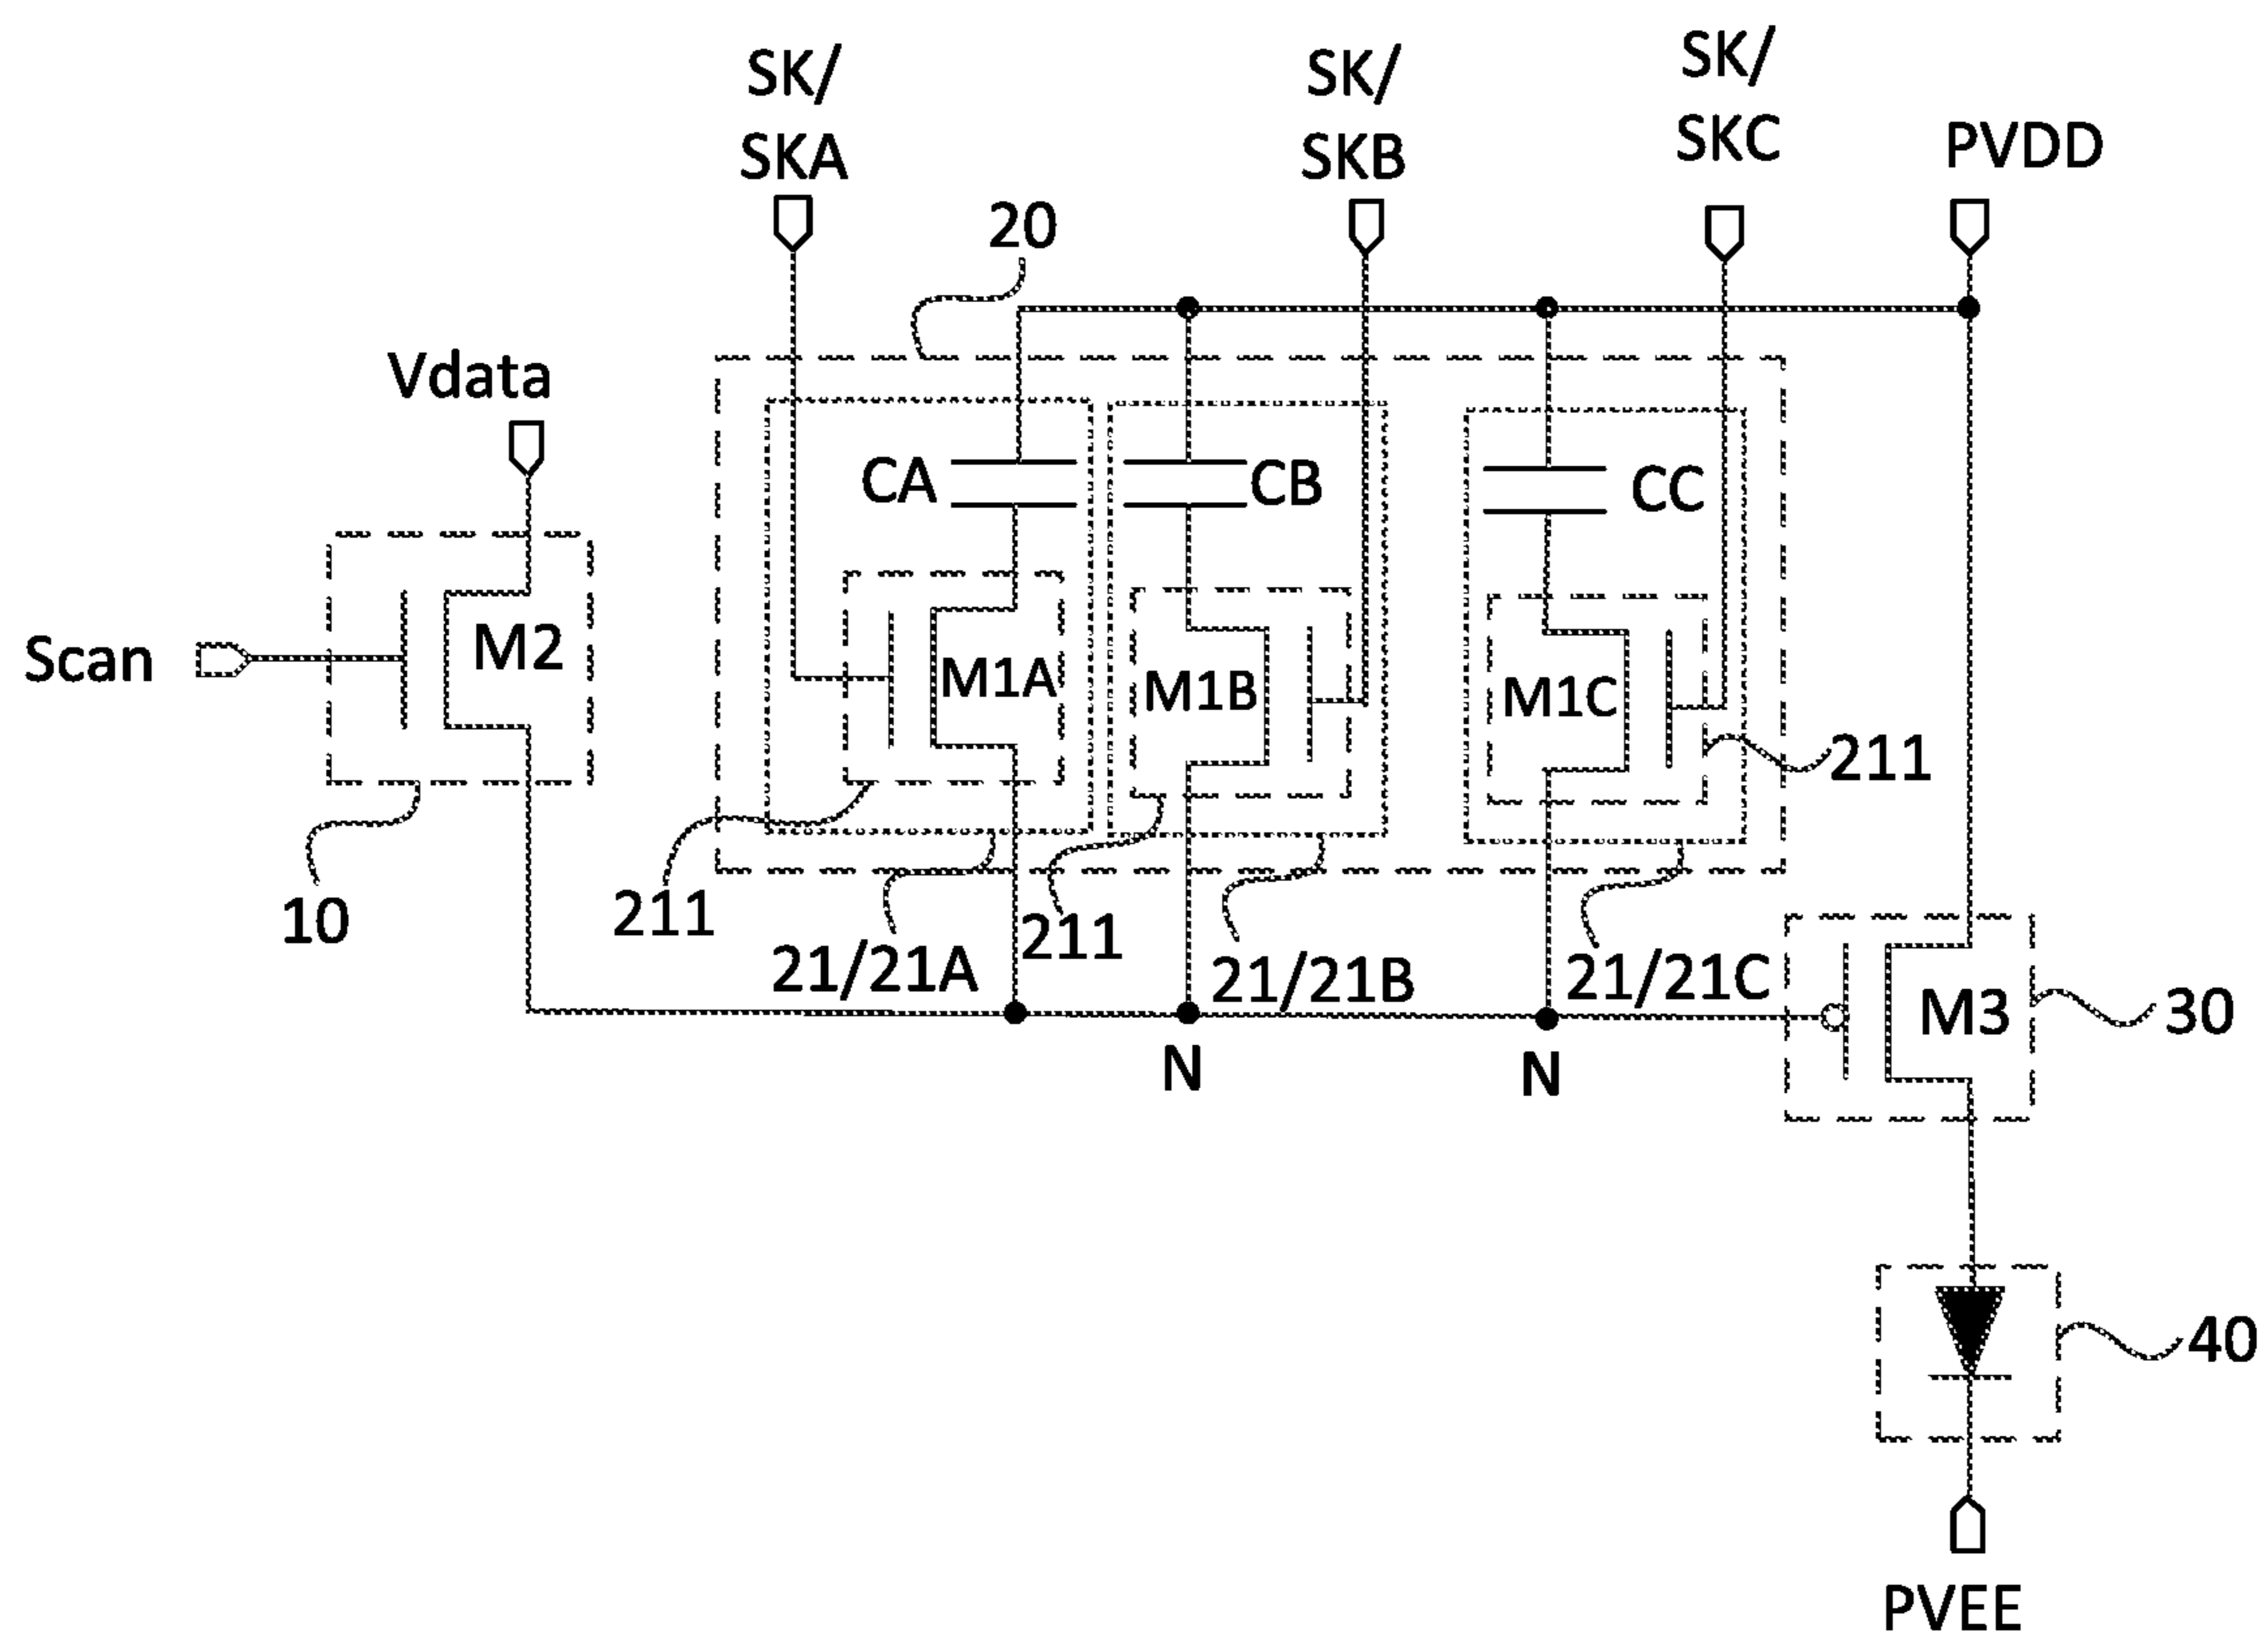 SK/
SKA
SK/
SKB
SK/
SKC
PVDD
20
Vdata
CA
CB
CC
Scan
M2
M1A
M1B
M1C
211
10
211
211
21/21A
21/21B
21/21C
M3
30
N
N
40
PVEE